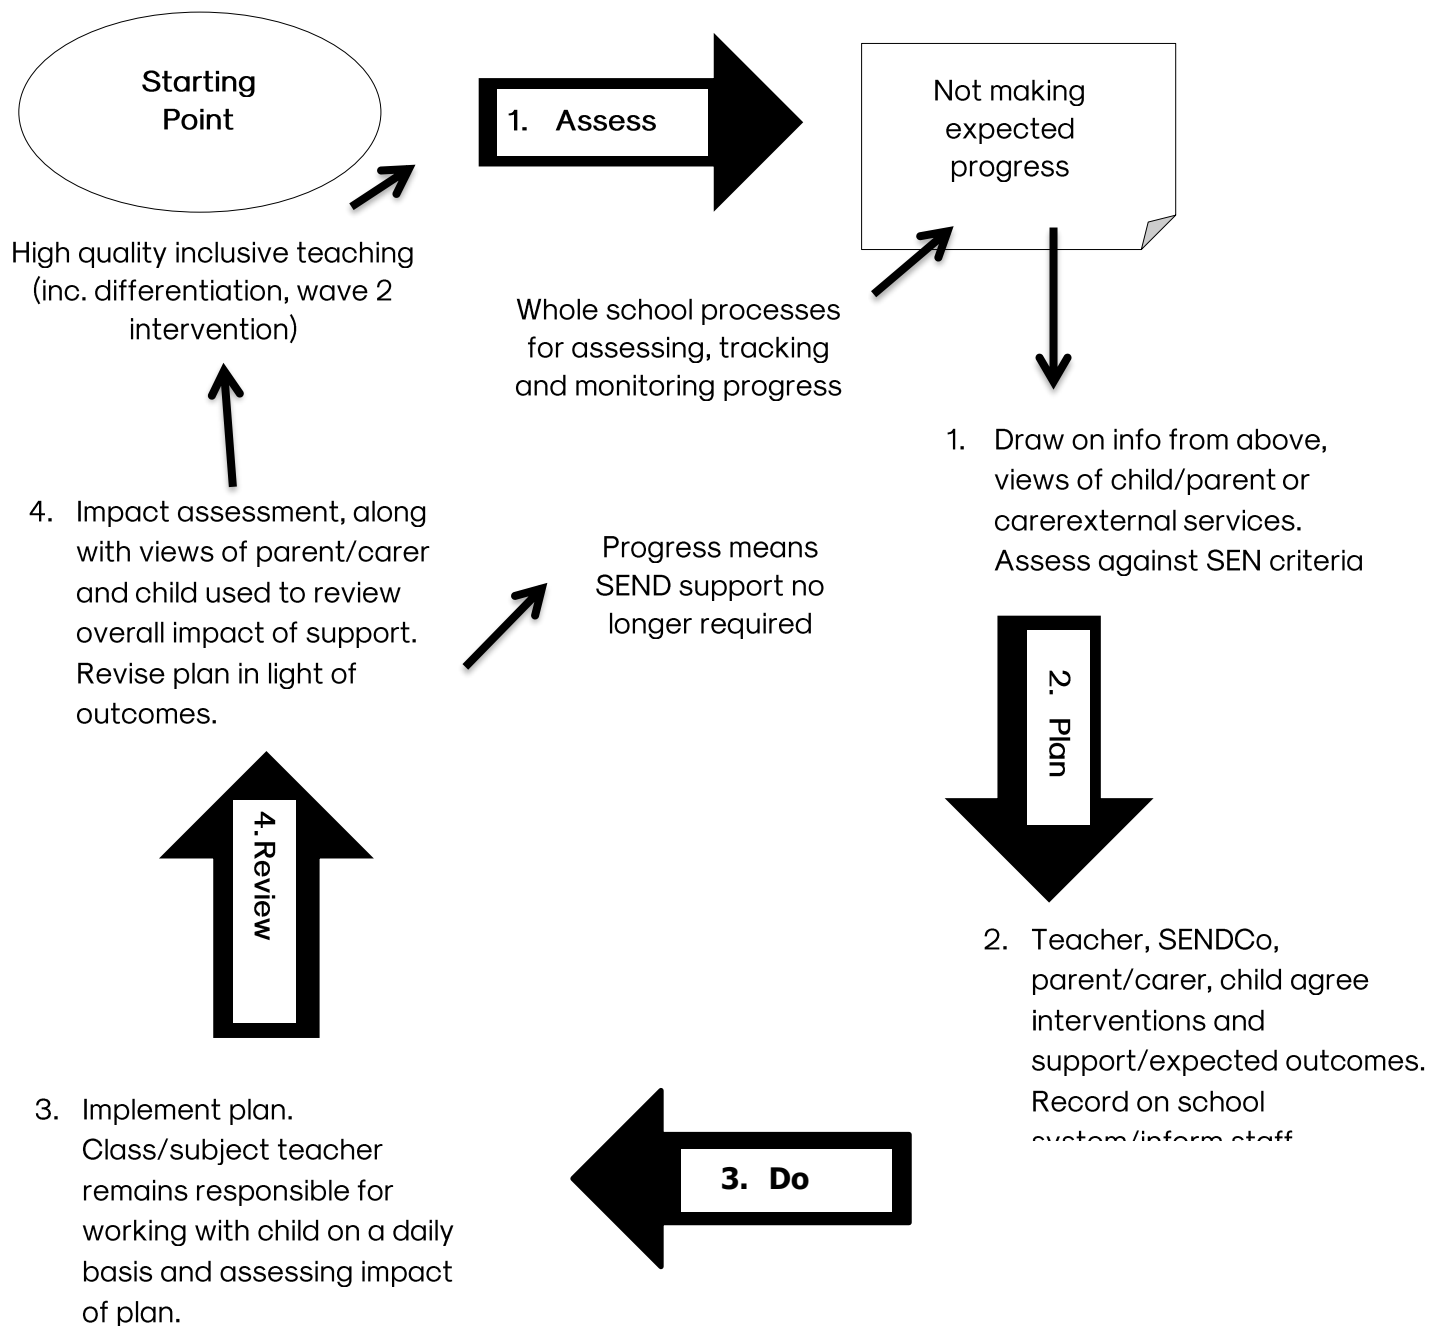 Starting
Point
1. Assess
Not making
expected
progress
High quality inclusive teaching
(inc. differentiation, wave 2
intervention)
Whole school processes
for assessing, tracking
and monitoring progress
1. Draw on info from above,
views of child/parent or
carerexternal services.
Assess against SEN criteria
2. Plan
2. Teacher, SENDCo,
parent/carer, child agree
interventions and
support/expected outcomes.
Record on school
system/inform staff
3. Do
3. Implement plan.
Class/subject teacher
remains responsible for
working with child on a daily
basis and assessing impact
of plan.
4. Review
4. Impact assessment, along
with views of parent/carer
and child used to review
overall impact of support.
Revise plan in light of
outcomes.
Progress means
SEND support no
longer required